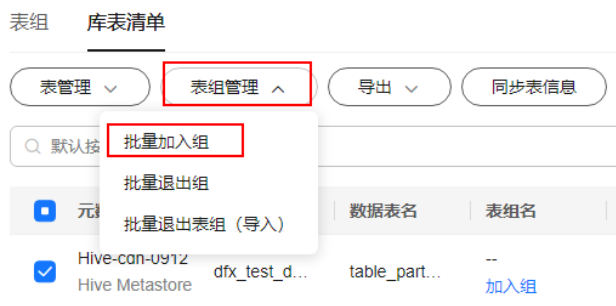 表组 库表清单
表管理 表组管理 导出 同步表信息
默认按
批量加入组
批量退出组
批量退出表组（导入）
数据表名 表组名
Hive-cdn-0912 dfx_test_d... table_part... --
Hive Metastore 加入组